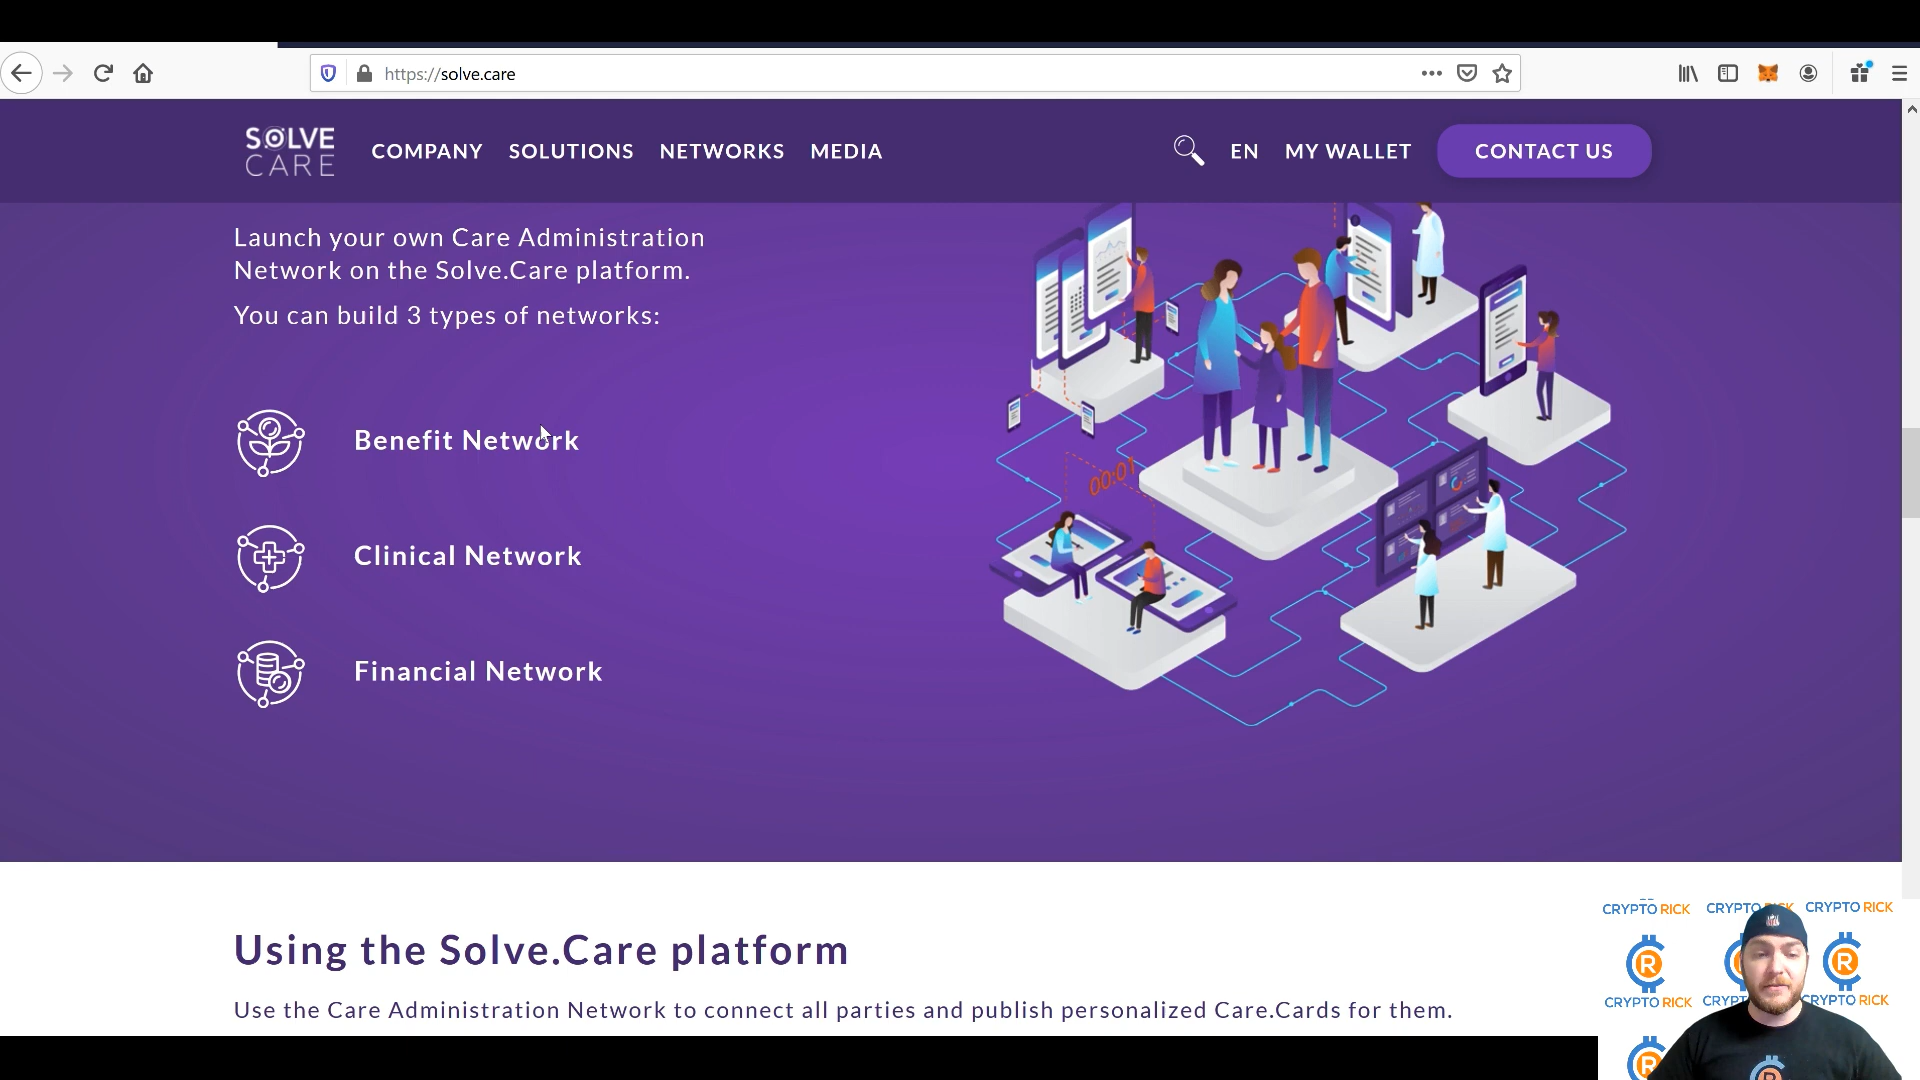 https://solve.care
SOLVE
CARE
COMPANY
SOLUTIONS
NETWORKS
MEDIA
EN
MY WALLET
CONTACT US
Launch your own Care Administration
Network on the Solve.Care platform.
You can build 3 types of networks:
Benefit Network
Clinical Network
Financial Network
00:01
Using the Solve.Care platform
Use the Care Administration Network to connect all parties and publish personalized Care.Cards for them.
CRYPTO RICK
CRYPTO
CRYPTO RICK
CRYPTO RICK
CRYPTO RICK